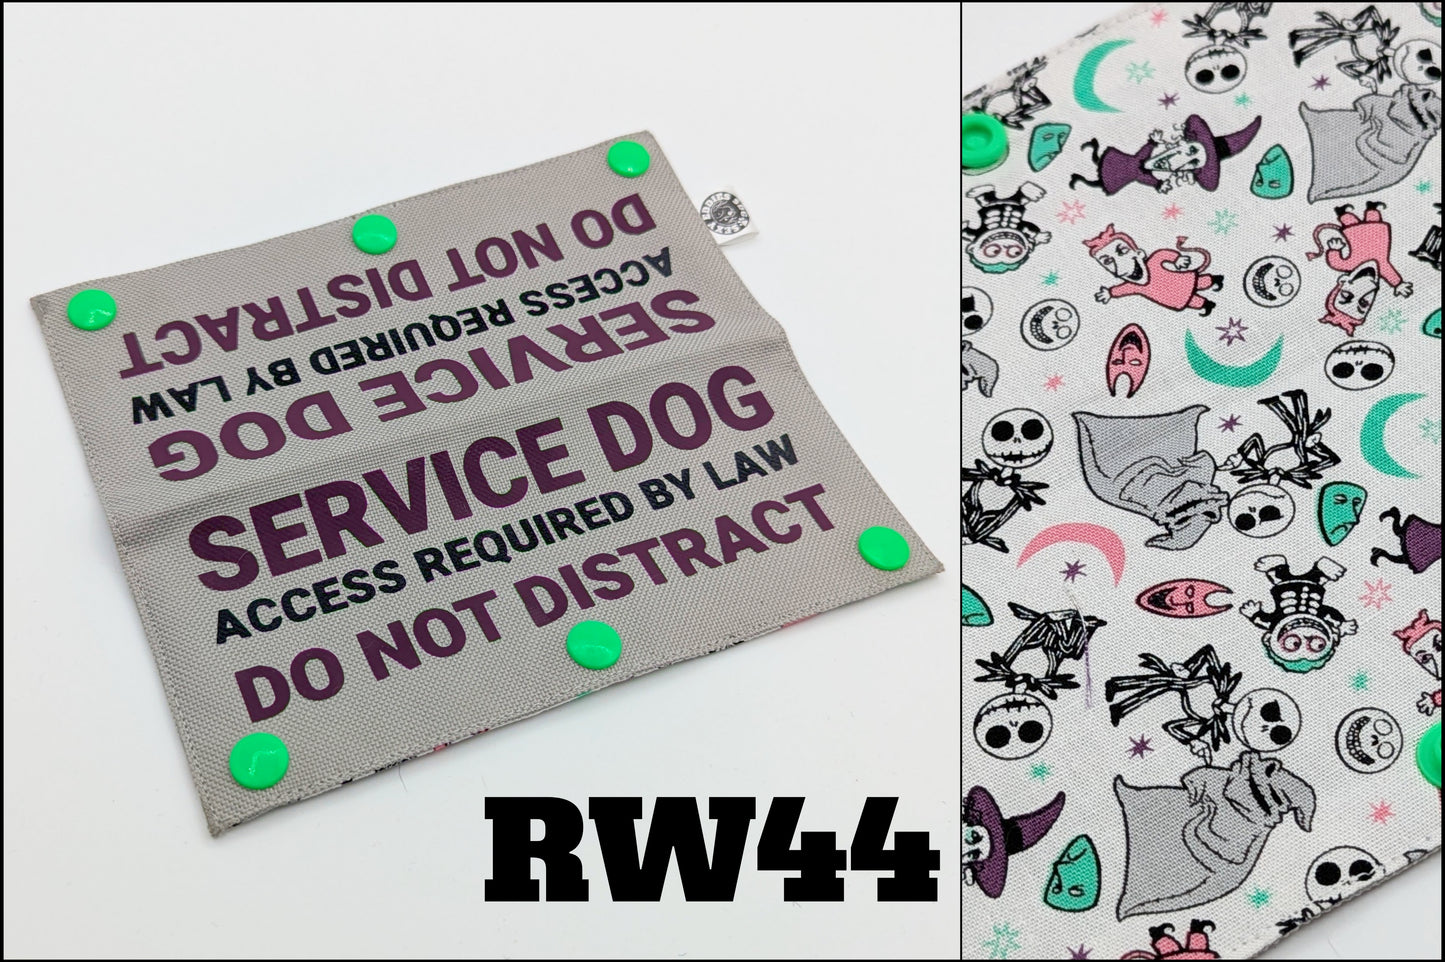 DO NOT DISTRACT
ACCESS REQUIRED BY LAW
SERVICE DOG
SERVICE DOG
ACCESS REQUIRED BY LAW
DO NOT DISTRACT
RW44